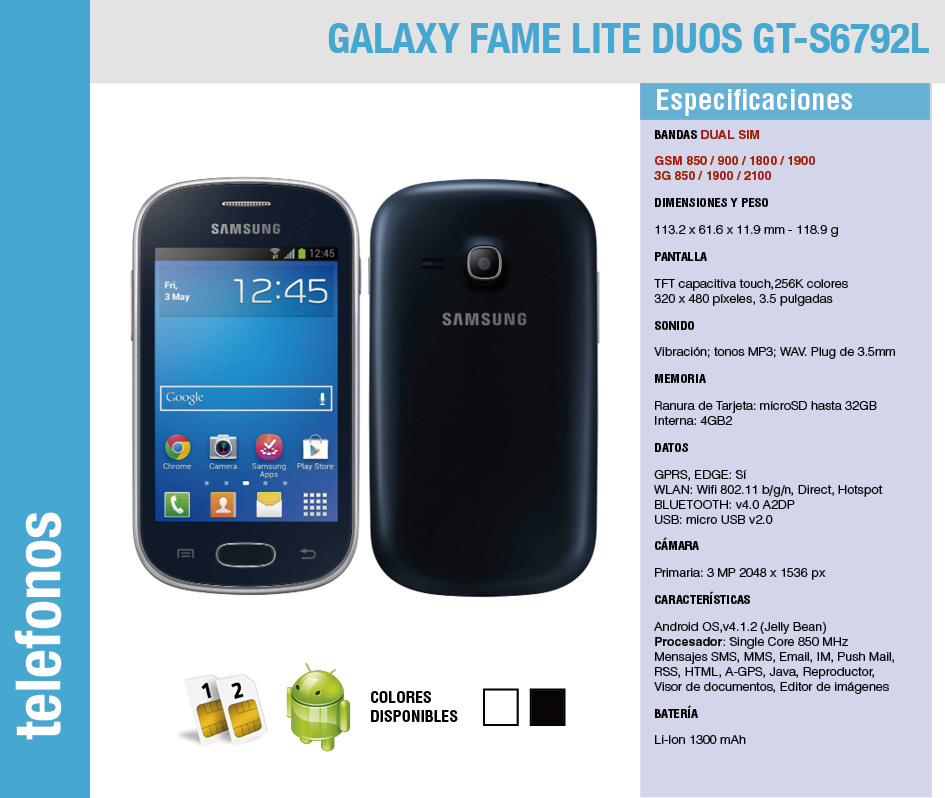 GALAXY FAME LITE DUOS GT-S6792L
telefonos
SAMSUNG
12:45
Fri,
3 May
12:45
Google
Chrome
Camera
Samsung
Apps
Play Store
SAMSUNG
1
2
COLORES
DISPONIBLES
Especificaciones
BANDAS DUAL SIM
GSM 850 / 900 / 1800 / 1900
3G 850 / 1900 / 2100
DIMENSIONES Y PESO
113.2 x 61.6 x 11.9 mm - 118.9 g
PANTALLA
TFT capacitiva touch,256K colores
320 x 480 píxeles, 3.5 pulgadas
SONIDO
Vibración; tonos MP3; WAV. Plug de 3.5mm
MEMORIA
Ranura de Tarjeta: microSD hasta 32GB
Interna: 4GB2
DATOS
GPRS, EDGE: Sí
WLAN: Wifi 802.11 b/g/n, Direct, Hotspot
BLUETOOTH: v4.0 A2DP
USB: micro USB v2.0
CÁMARA
Primaria: 3 MP 2048 x 1536 px
CARACTERÍSTICAS
Android OS,v4.1.2 (Jelly Bean)
Procesador: Single Core 850 MHz
Mensajes SMS, MMS, Email, IM, Push Mail,
RSS, HTML, A-GPS, Java, Reproductor,
Visor de documentos, Editor de imágenes
BATERÍA
Li-Ion 1300 mAh